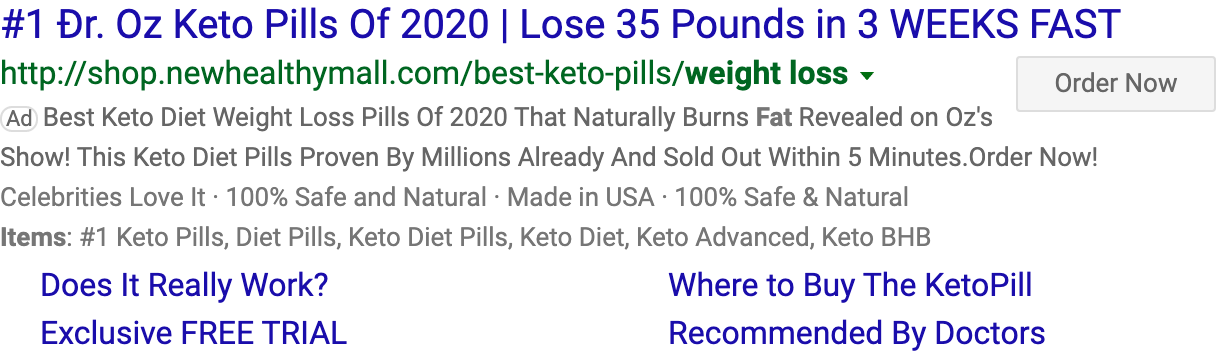 #1 Ðr. Oz Keto Pills Of 2020 | Lose 35 Pounds in 3 WEEKS FAST
http://shop.newhealthymall.com/best-keto-pills/weight loss
Order Now
Ad Best Keto Diet Weight Loss Pills Of 2020 That Naturally Burns Fat Revealed on Oz's
Show! This Keto Diet Pills Proven By Millions Already And Sold Out Within 5 Minutes.Order Now!
Celebrities Love It · 100% Safe and Natural · Made in USA · 100% Safe & Natural
Items: #1 Keto Pills, Diet Pills, Keto Diet Pills, Keto Diet, Keto Advanced, Keto BHB
Does It Really Work?
Where to Buy The KetoPill
Exclusive FREE TRIAL
Recommended By Doctors